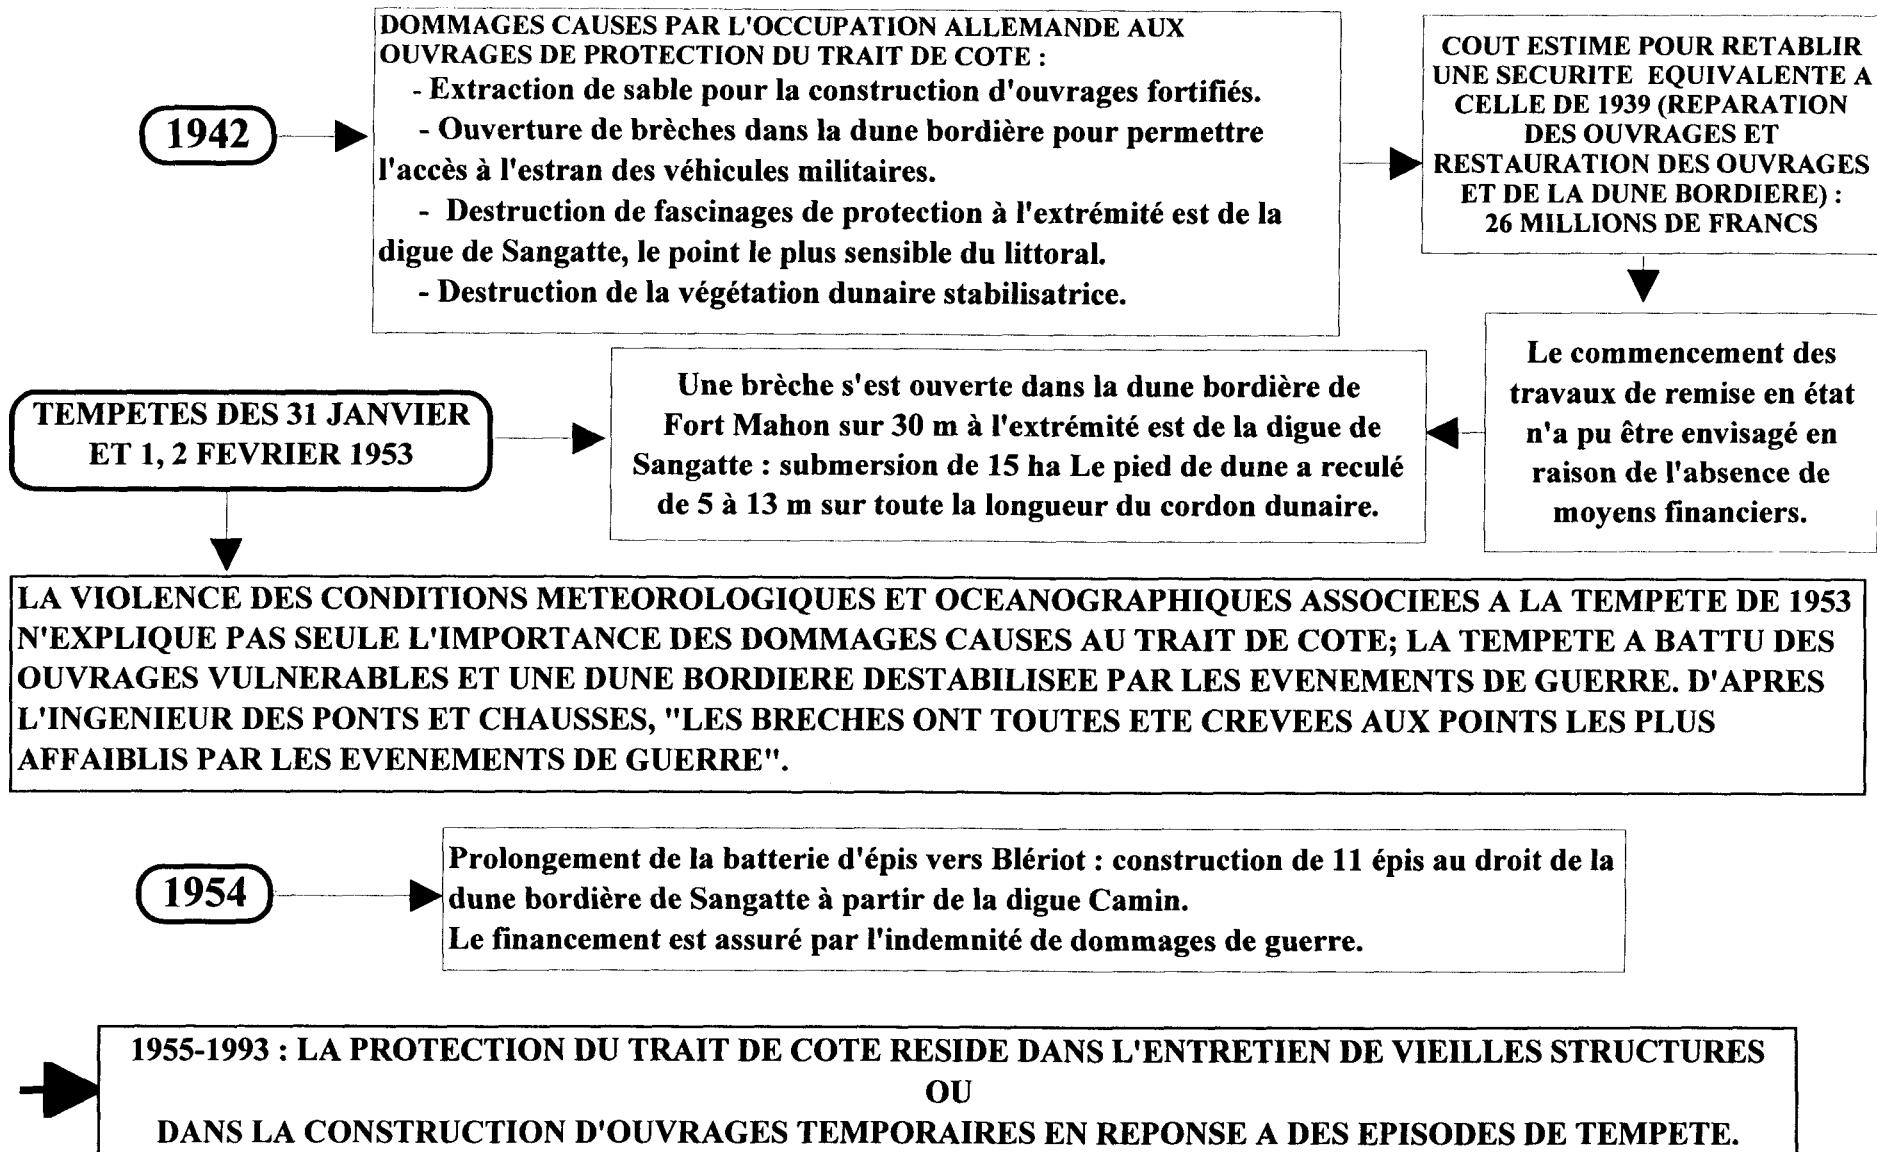 1942
DOMMAGES CAUSES PAR L'OCCUPATION ALLEMANDE AUX
OUVRAGES DE PROTECTION DU TRAIT DE COTE :
- Extraction de sable pour la construction d'ouvrages fortifiés.
- Ouverture de brèches dans la dune bordière pour permettre
l'accès à l'estran des véhicules militaires.
- Destruction de fascinages de protection à l'extrémité est de la
digue de Sangatte, le point le plus sensible du littoral.
- Destruction de la végétation dunaire stabilisatrice.
COUT ESTIME POUR RETABLIR
UNE SECURITE EQUIVALENTE A
CELLE DE 1939 (REPARATION
DES OUVRAGES ET
RESTAURATION DES OUVRAGES
ET DE LA DUNE BORDIERE) :
26 MILLIONS DE FRANCS
Le commencement des
travaux de remise en état
n'a pu être envisagé en
raison de l'absence de
moyens financiers.
TEMPETES DES 31 JANVIER
ET 1, 2 FEVRIER 1953
Une brèche s'est ouverte dans la dune bordière de
Fort Mahon sur 30 m à l'extrémité est de la digue de
Sangatte : submersion de 15 ha Le pied de dune a reculé
de 5 à 13 m sur toute la longueur du cordon dunaire.
LA VIOLENCE DES CONDITIONS METEOROLOGIQUES ET OCEANOGRAPHIQUES ASSOCIEES A LA TEMPETE DE 1953
N'EXPLIQUE PAS SEULE L'IMPORTANCE DES DOMMAGES CAUSES AU TRAIT DE COTE; LA TEMPETE A BATTU DES
OUVRAGES VULNERABLES ET UNE DUNE BORDIERE DESTABILISEE PAR LES EVENEMENTS DE GUERRE. D'APRES
L'INGENIEUR DES PONTS ET CHAUSSES, "LES BRECHES ONT TOUTES ETE CREVEES AUX POINTS LES PLUS
AFFAIBLIS PAR LES EVENEMENTS DE GUERRE".
1954
Prolongement de la batterie d'épis vers Blériot : construction de 11 épis au droit de la
dune bordière de Sangatte à partir de la digue Camin.
Le financement est assuré par l'indemnité de dommages de guerre.
1955-1993 : LA PROTECTION DU TRAIT DE COTE RESIDE DANS L'ENTRETIEN DE VIEILLES STRUCTURES
OU
DANS LA CONSTRUCTION D'OUVRAGES TEMPORAIRES EN REPONSE A DES EPISODES DE TEMPETE.